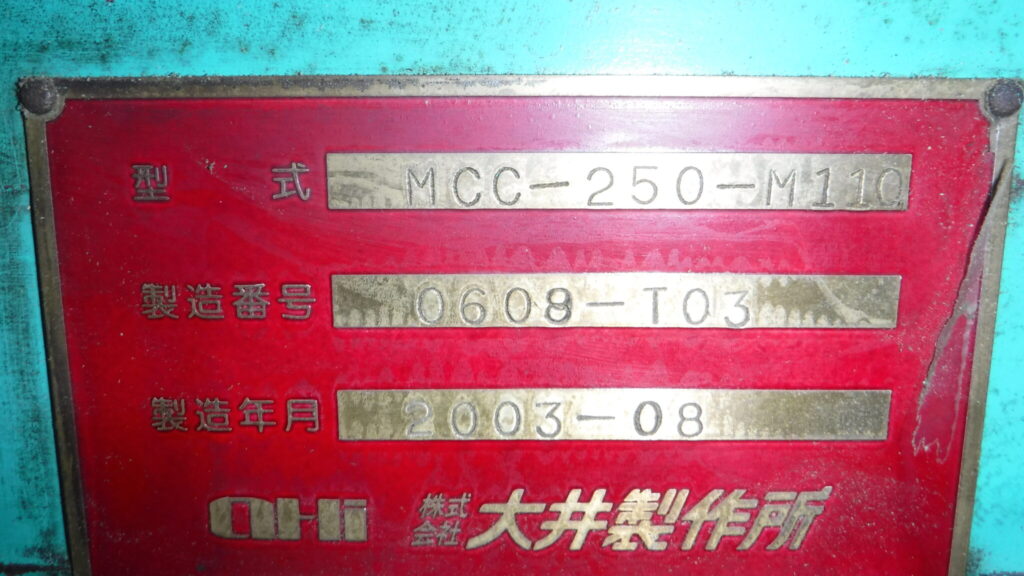 型 式 MCC-250-M110
製造番号 0608-T03
製造年月 2003-08
OHi 株式会社 大井製作所